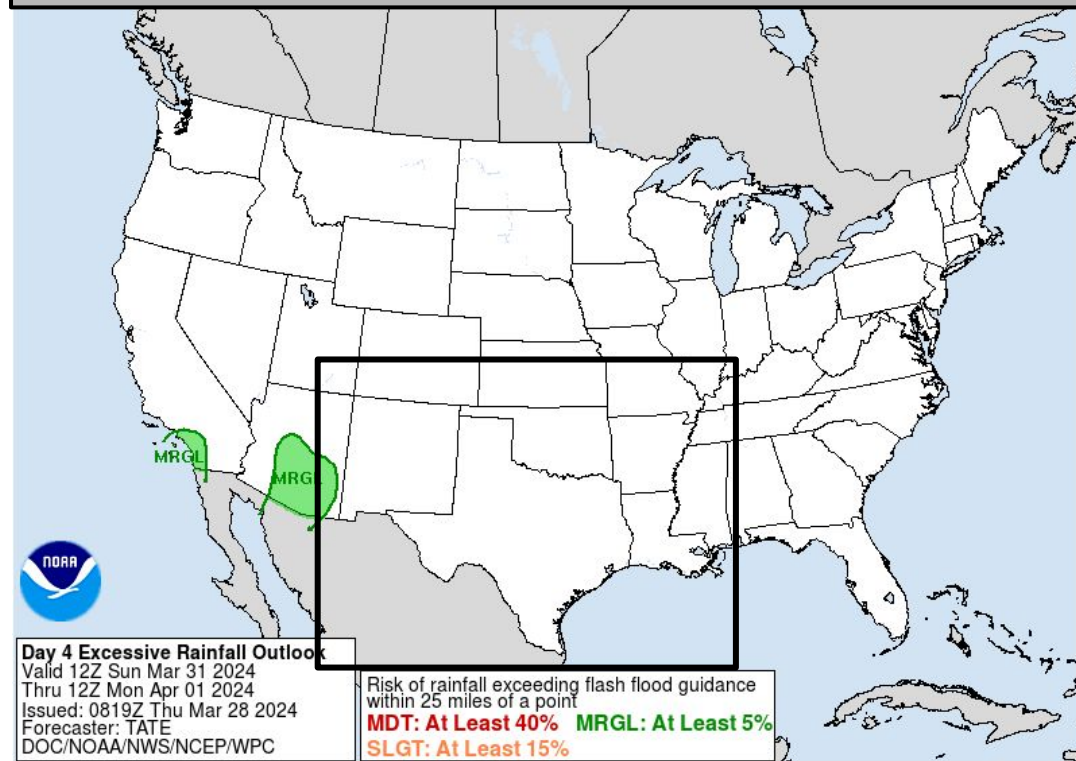 MRGL
MRGL
NOAA
Day 4 Excessive Rainfall Outlook
Valid 12Z Sun Mar 31 2024
Thru 12Z Mon Apr 01 2024
Issued: 0819Z Thu Mar 28 2024
Forecaster: TATE
DOC/NOAA/NWS/NCEP/WPC
Risk of rainfall exceeding flash flood guidance
within 25 miles of a point
MDT: At Least 40% MRGL: At Least 5%
SLGT: At Least 15%